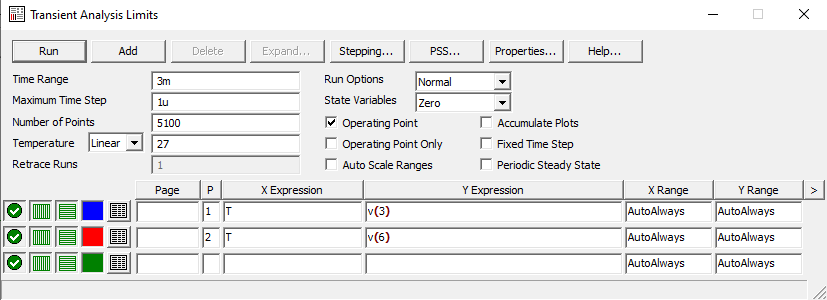 Transient Analysis Limits
Run Add Delete Expand... Stepping... PSS... Properties... Help...
Time Range 3m Run Options Normal
Maximum Time Step 1u State Variables Zero
Number of Points 5100 Operating Point Accumulate Plots
Temperature Linear 27 Operating Point Only Fixed Time Step
Retrace Runs 1 Auto Scale Ranges Periodic Steady State
Page P X Expression Y Expression X Range Y Range >
1 T v(3) AutoAlways AutoAlways
2 T v(6) AutoAlways AutoAlways
AutoAlways AutoAlways